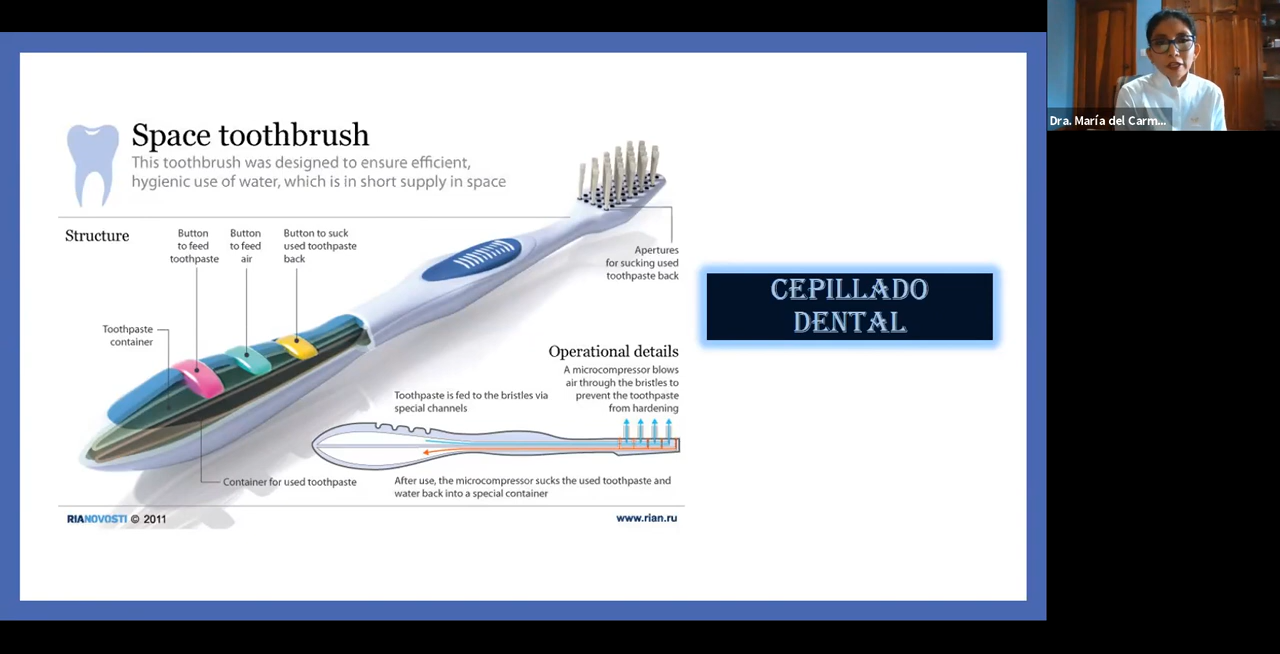 Dra. María del Carm...
Space toothbrush
This toothbrush was designed to ensure efficient,
hygienic use of water, which is in short supply in space
Structure
Button
to feed
toothpaste
Button
to feed
air
Button to suck
used toothpaste
back
Apertures
for sucking used
toothpaste back
CEPILLADO
DENTAL
Toothpaste
container
Operational details
A microcompressor blows
air through the bristles to
prevent the toothpaste
from hardening
Toothpaste is fed to the bristles via
special channels
Container for used toothpaste
After use, the microcompressor sucks the used toothpaste and
water back into a special container
RIANOVOSTI © 2011
www.rian.ru